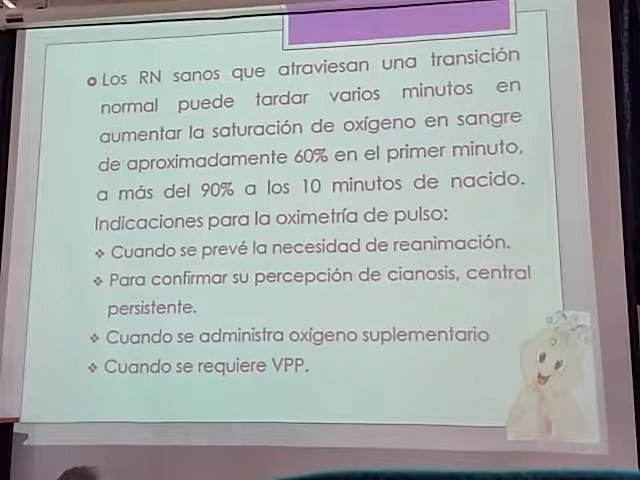 Los RN sanos que atraviesan una transición
normal puede tardar varios minutos en
aumentar la saturación de oxígeno en sangre
de aproximadamente 60% en el primer minuto,
a más del 90% a los 10 minutos de nacido.
Indicaciones para la oximetría de pulso:
Cuando se prevé la necesidad de reanimación.
Para confirmar su percepción de cianosis, central
persistente.
Cuando se administra oxígeno suplementario
Cuando se requiere VPP.